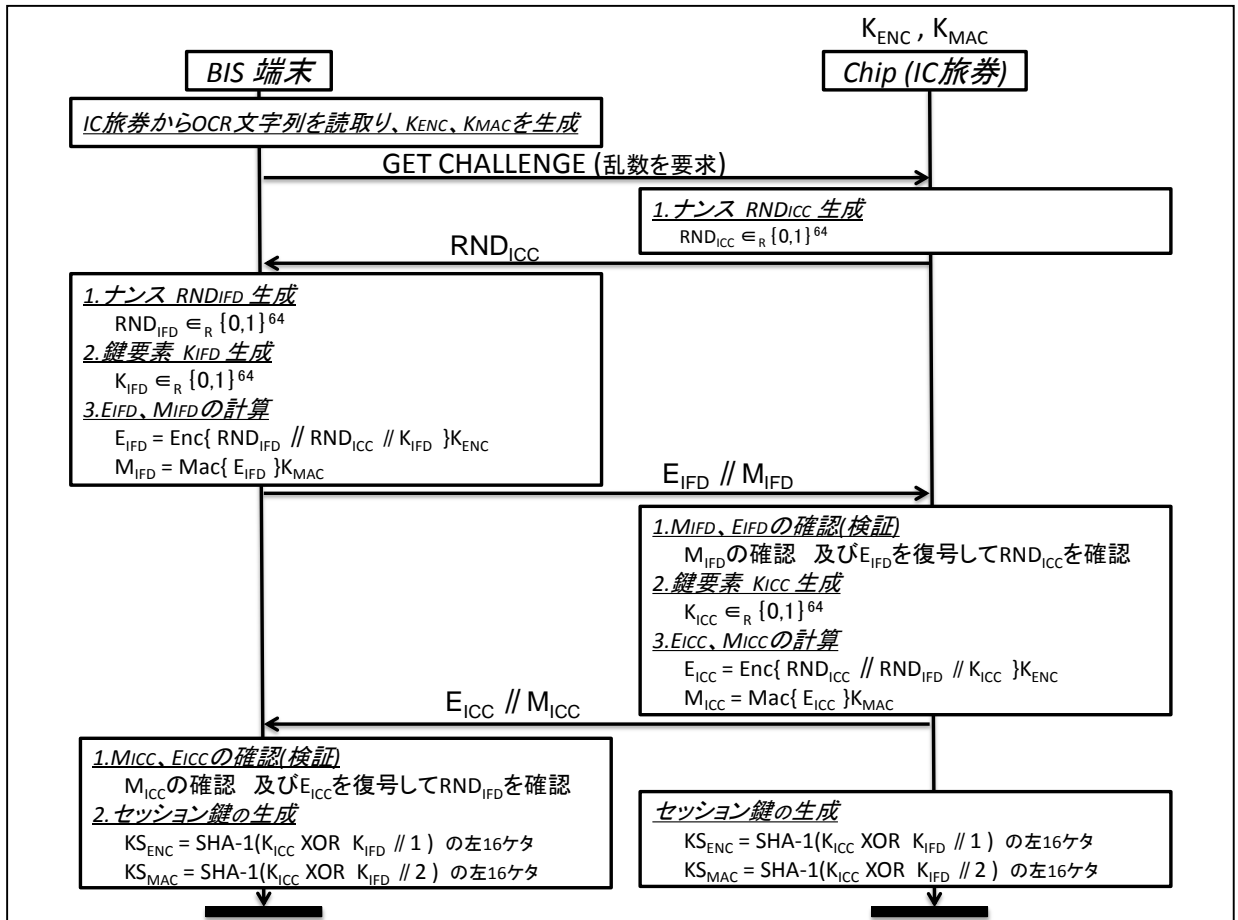 K_ENC , K_MAC
BIS 端末
Chip (IC旅券)
IC旅券からOCR文字列を読取り、KENC、KMACを生成
GET CHALLENGE (乱数を要求)
1.ナンス RNDICC 生成
RND_ICC ∈_R {0,1}^64
RND_ICC
1.ナンス RNDIFD 生成
RND_IFD ∈_R {0,1}^64
2.鍵要素 KIFD 生成
K_IFD ∈_R {0,1}^64
3.EIFD、MIFDの計算
E_IFD = Enc{ RND_IFD // RND_ICC // K_IFD }K_ENC
M_IFD = Mac{ E_IFD }K_MAC
E_IFD // M_IFD
1.MIFD、EIFDの確認(検証)
M_IFDの確認 及びE_IFDを復号してRND_ICCを確認
2.鍵要素 KICC 生成
K_ICC ∈_R {0,1}^64
3.EICC、MICCの計算
E_ICC = Enc{ RND_ICC // RND_IFD // K_ICC }K_ENC
M_ICC = Mac{ E_ICC }K_MAC
E_ICC // M_ICC
1.MICC、EICCの確認(検証)
M_ICCの確認 及びE_ICCを復号してRND_IFDを確認
2.セッション鍵の生成
KS_ENC = SHA-1(K_ICC XOR K_IFD // 1 ) の左16ケタ
KS_MAC = SHA-1(K_ICC XOR K_IFD // 2 ) の左16ケタ
セッション鍵の生成
KS_ENC = SHA-1(K_ICC XOR K_IFD // 1 ) の左16ケタ
KS_MAC = SHA-1(K_ICC XOR K_IFD // 2 ) の左16ケタ